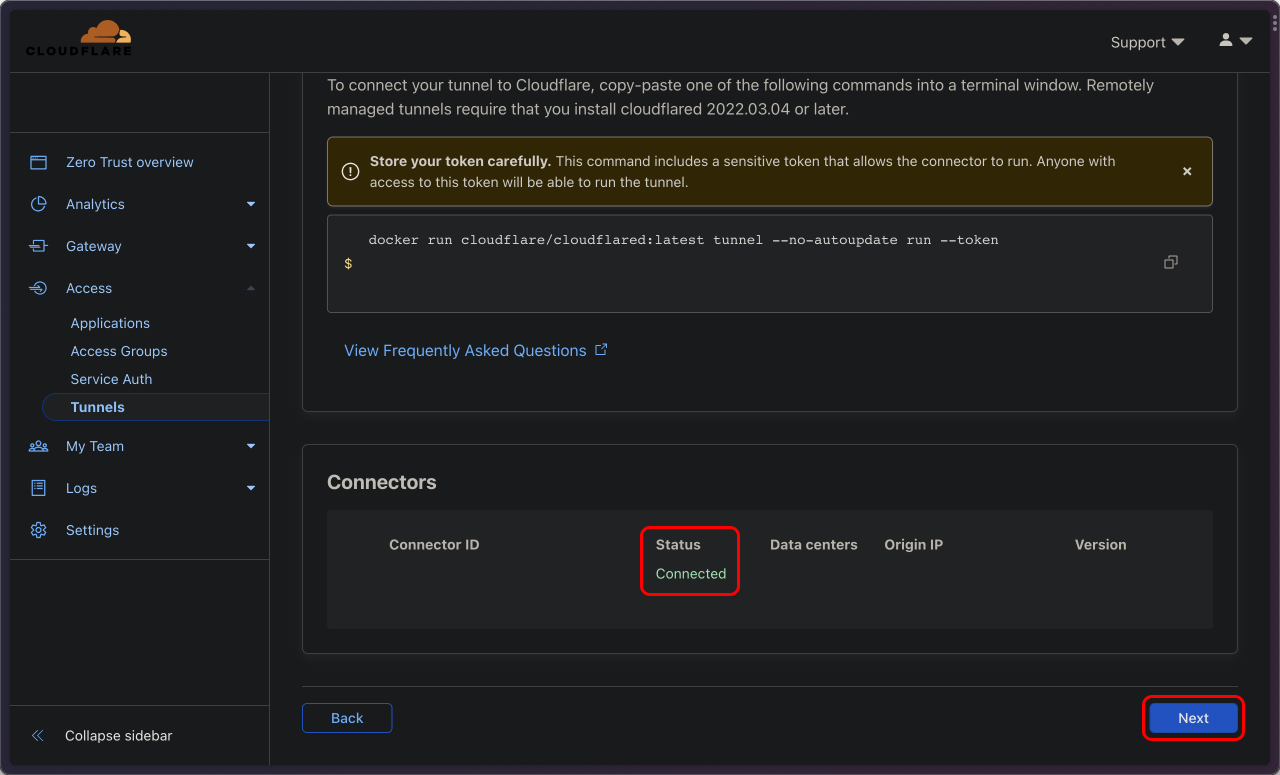 CLOUDFLARE
Support
Zero Trust overview
Analytics
Gateway
Access
Applications
Access Groups
Service Auth
Tunnels
My Team
Logs
Settings
Collapse sidebar
To connect your tunnel to Cloudflare, copy-paste one of the following commands into a terminal window. Remotely
managed tunnels require that you install cloudflared 2022.03.04 or later.
Store your token carefully. This command includes a sensitive token that allows the connector to run. Anyone with
access to this token will be able to run the tunnel.
docker run cloudflare/cloudflared:latest tunnel --no-autoupdate run --token
$
View Frequently Asked Questions
Connectors
Connector ID Status Data centers Origin IP Version
Connected
Back Next